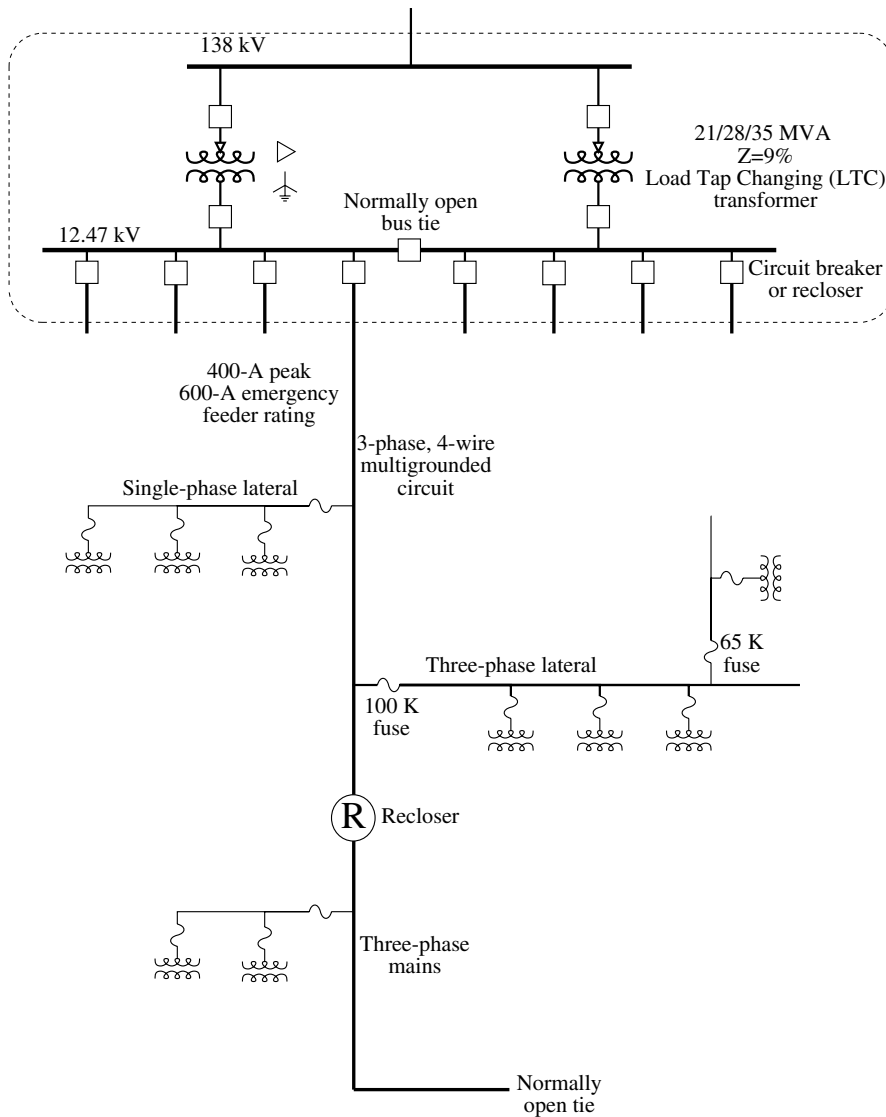 138 kV
21/28/35 MVA
Z=9%
Load Tap Changing (LTC)
transformer
Normally open
bus tie
12.47 kV
Circuit breaker
or recloser
400-A peak
600-A emergency
feeder rating
3-phase, 4-wire
multigrounded
circuit
Single-phase lateral
65 K
fuse
Three-phase lateral
100 K
fuse
R
Recloser
Three-phase
mains
Normally
open tie